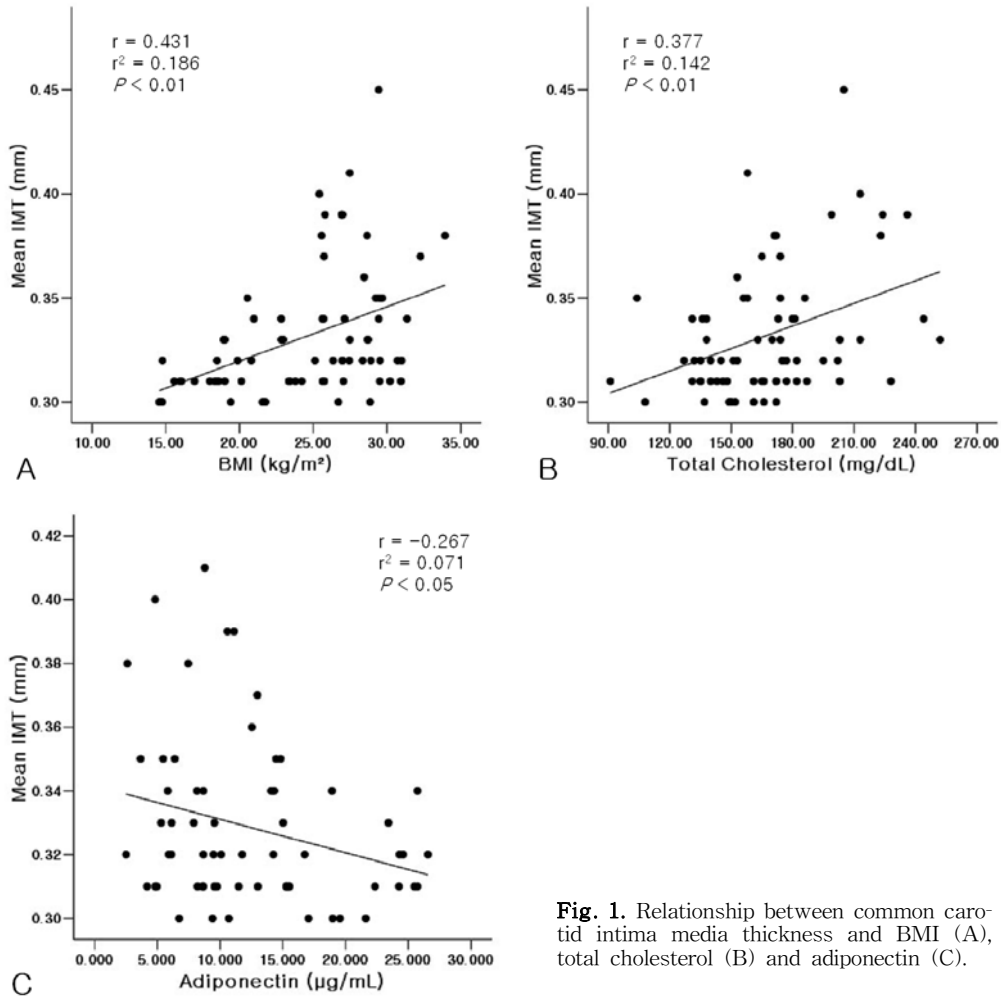 r = 0.431
r² = 0.186
P < 0.01
0.45
0.40
0.35
0.30
Mean IMT (mm)
10.00 15.00 20.00 25.00 30.00 35.00
BMI (kg/m²)
A
r = 0.377
r² = 0.142
P < 0.01
0.45
0.40
0.35
0.30
Mean IMT (mm)
90.00 120.00 150.00 180.00 210.00 240.00 270.00
Total Cholesterol (mg/dL)
B
r = -0.267
r² = 0.071
P < 0.05
0.42
0.40
0.38
0.36
0.34
0.32
0.30
Mean IMT (mm)
0.000 5.000 10.000 15.000 20.000 25.000 30.000
Adiponectin (μg/mL)
C
Fig. 1. Relationship between common caro-
tid intima media thickness and BMI (A),
total cholesterol (B) and adiponectin (C).